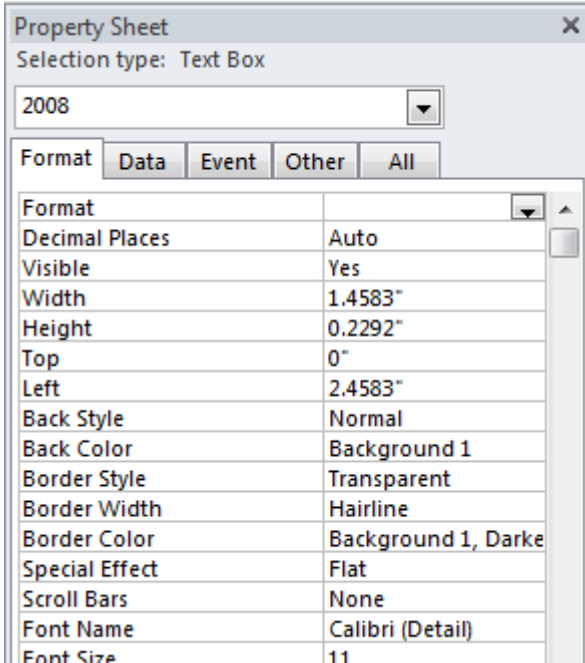 Property Sheet
Selection type: Text Box
2008
Format Data Event Other All
Format
Decimal Places Auto
Visible Yes
Width 1.4583"
Height 0.2292"
Top 0"
Left 2.4583"
Back Style Normal
Back Color Background 1
Border Style Transparent
Border Width Hairline
Border Color Background 1, Darke
Special Effect Flat
Scroll Bars None
Font Name Calibri (Detail)
Font Size 11